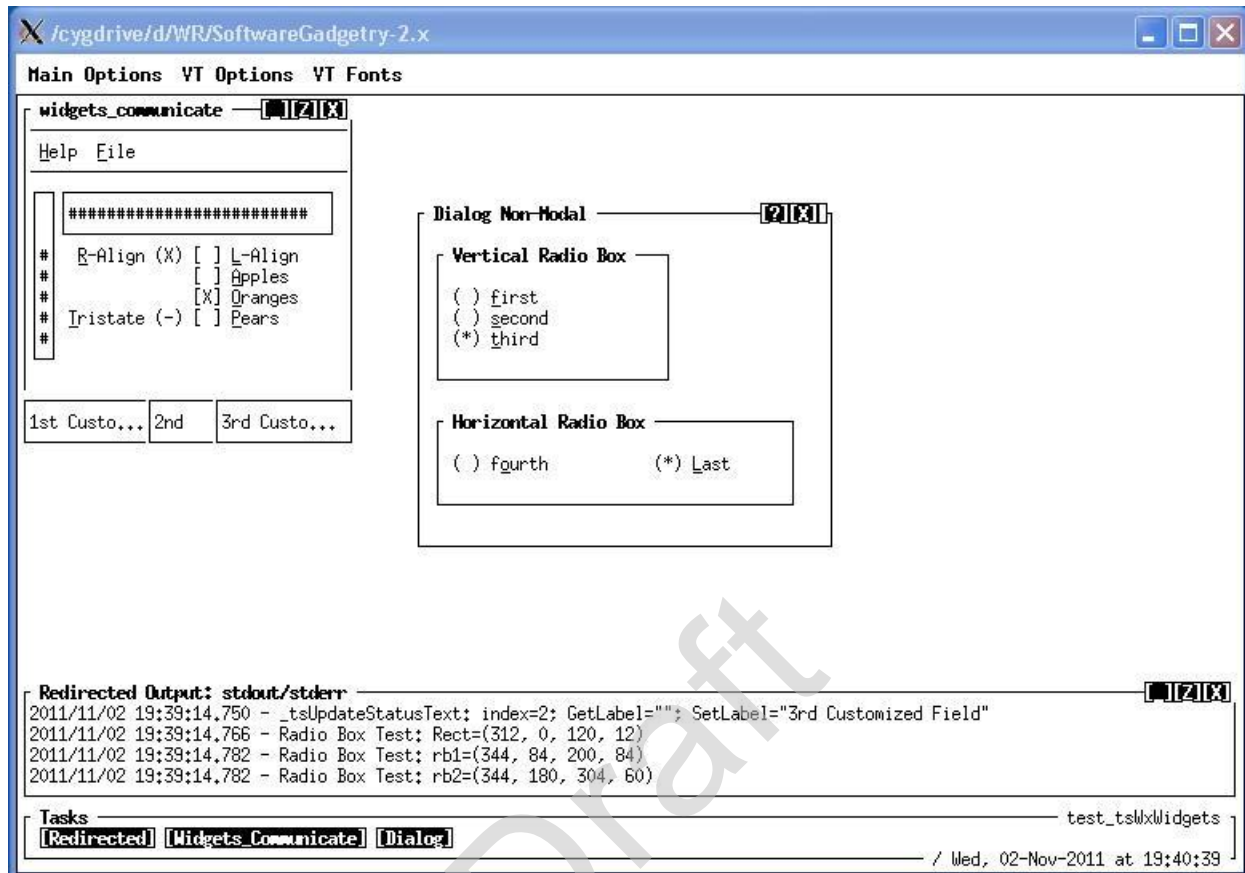 /cygdrive/d/WR/SoftwareGadgetry-2.x
Main Options VT Options VT Fonts
widgets_communicate [_][Z][X]
Help File
#########################
R-Align (X) [ ] L-Align
[ ] Apples
[X] Oranges
Tristate (-) [ ] Pears
#
#
#
#
#
1st Custo... 2nd 3rd Custo...
Dialog Non-Modal [?][X]
Vertical Radio Box
( ) first
( ) second
(*) third
Horizontal Radio Box
( ) fourth (*) Last
Redirected Output: stdout/stderr [_][Z][X]
2011/11/02 19:39:14.750 - _tsUpdateStatusText: index=2; GetLabel=""; SetLabel="3rd Customized Field"
2011/11/02 19:39:14.766 - Radio Box Test: Rect=(312, 0, 120, 12)
2011/11/02 19:39:14.782 - Radio Box Test: rb1=(344, 84, 200, 84)
2011/11/02 19:39:14.782 - Radio Box Test: rb2=(344, 180, 304, 60)
Tasks test_tsWxWidgets
[Redirected] [Widgets_Communicate] [Dialog]
/ Wed, 02-Nov-2011 at 19:40:39
Draft